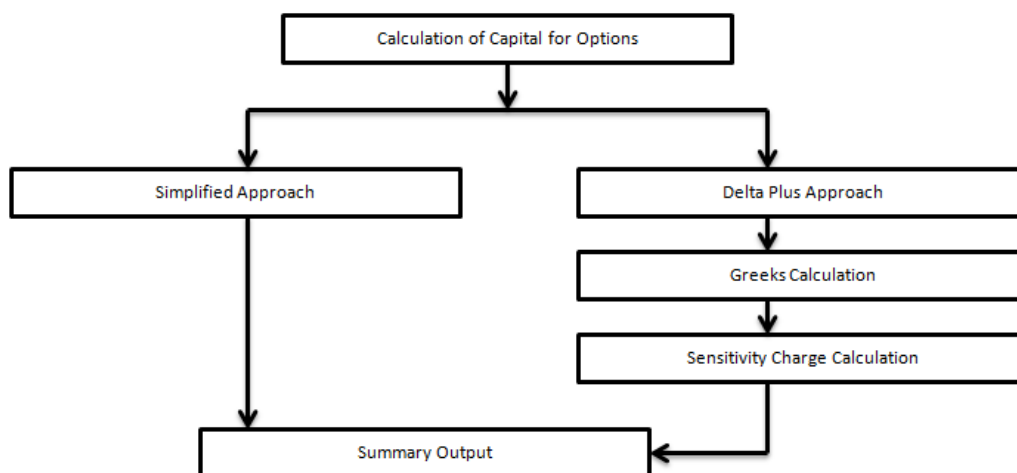 Calculation of Capital for Options
Simplified Approach
Delta Plus Approach
Greeks Calculation
Sensitivity Charge Calculation
Summary Output